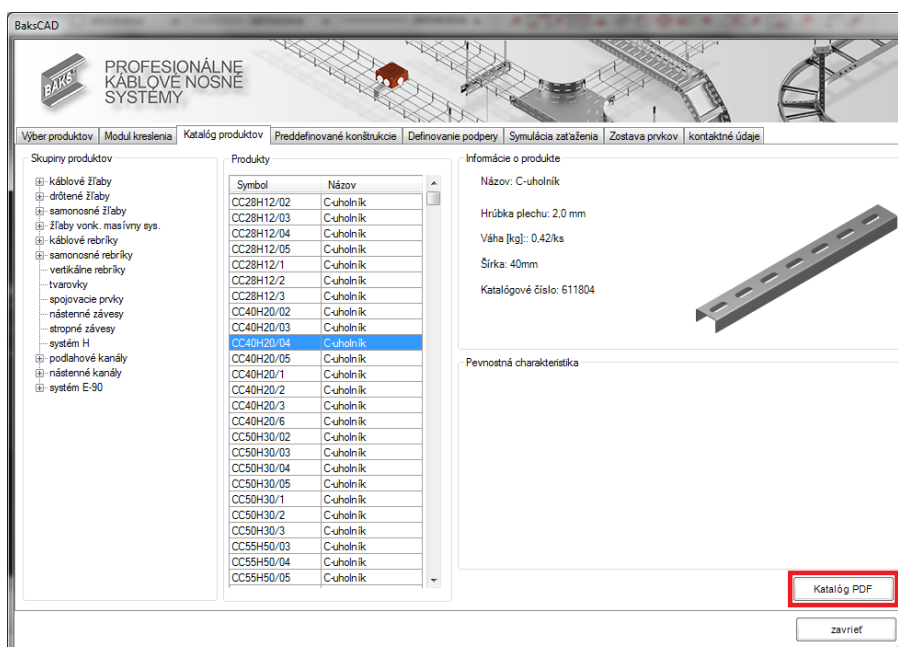 BaksCAD
BAKS
PROFESIONÁLNE
KÁBLOVÉ NOSNÉ
SYSTÉMY
Výber produktov Modul kreslenia Katalóg produktov Preddefinované konštrukcie Definovanie podpery Symulácia zaťaženia Zostava prvkov kontaktné údaje
Skupiny produktov
káblové žľaby
drôtené žľaby
samonosné žľaby
žľaby vonk. masívny sys.
káblové rebríky
samonosné rebríky
vertikálne rebríky
tvarovky
spojovacie prvky
nástenné závesy
stropné závesy
systém H
podlahové kanály
nástenné kanály
systém E-90
Produkty
Symbol Názov
CC28H12/02 C-uholník
CC28H12/03 C-uholník
CC28H12/04 C-uholník
CC28H12/05 C-uholník
CC28H12/1 C-uholník
CC28H12/2 C-uholník
CC28H12/3 C-uholník
CC40H20/02 C-uholník
CC40H20/03 C-uholník
CC40H20/04 C-uholník
CC40H20/05 C-uholník
CC40H20/1 C-uholník
CC40H20/2 C-uholník
CC40H20/3 C-uholník
CC40H20/6 C-uholník
CC50H30/02 C-uholník
CC50H30/03 C-uholník
CC50H30/04 C-uholník
CC50H30/05 C-uholník
CC50H30/1 C-uholník
CC50H30/2 C-uholník
CC50H30/3 C-uholník
CC55H50/03 C-uholník
CC55H50/04 C-uholník
CC55H50/05 C-uholník
Informácie o produkte
Názov: C-uholník
Hrúbka plechu: 2,0 mm
Váha [kg]:: 0,42/ks
Šírka: 40mm
Katalógové číslo: 611804
Pevnostná charakteristika
Katalóg PDF
zavrieť